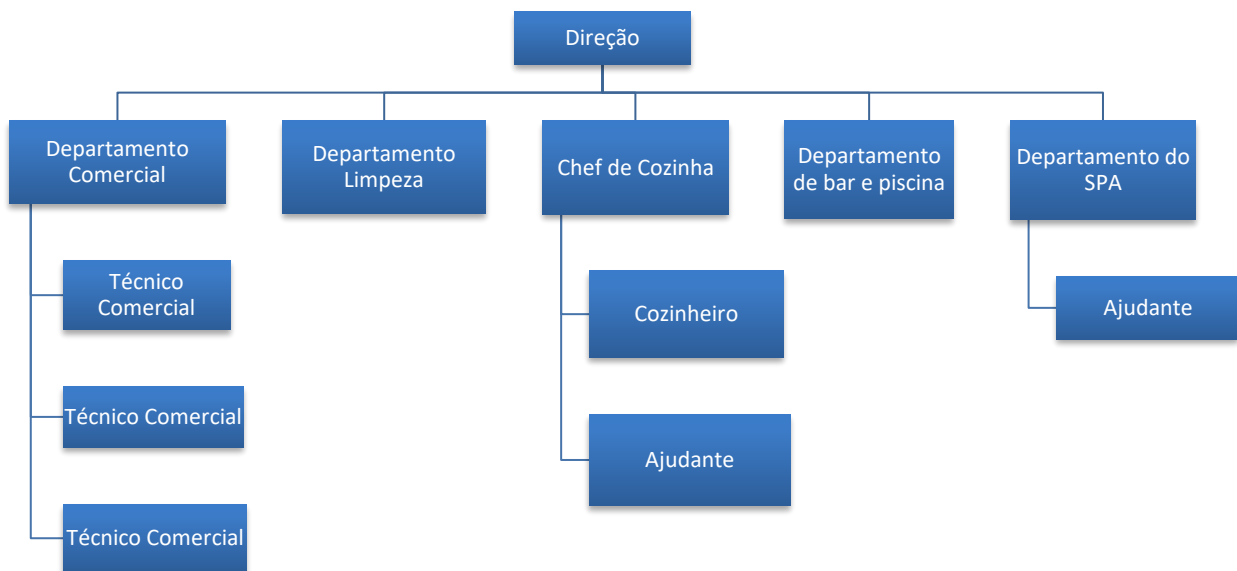 Direção
Departamento
Comercial
Departamento
Limpeza
Chef de Cozinha
Departamento
de bar e piscina
Departamento do
SPA
Técnico
Comercial
Técnico Comercial
Técnico Comercial
Cozinheiro
Ajudante
Ajudante